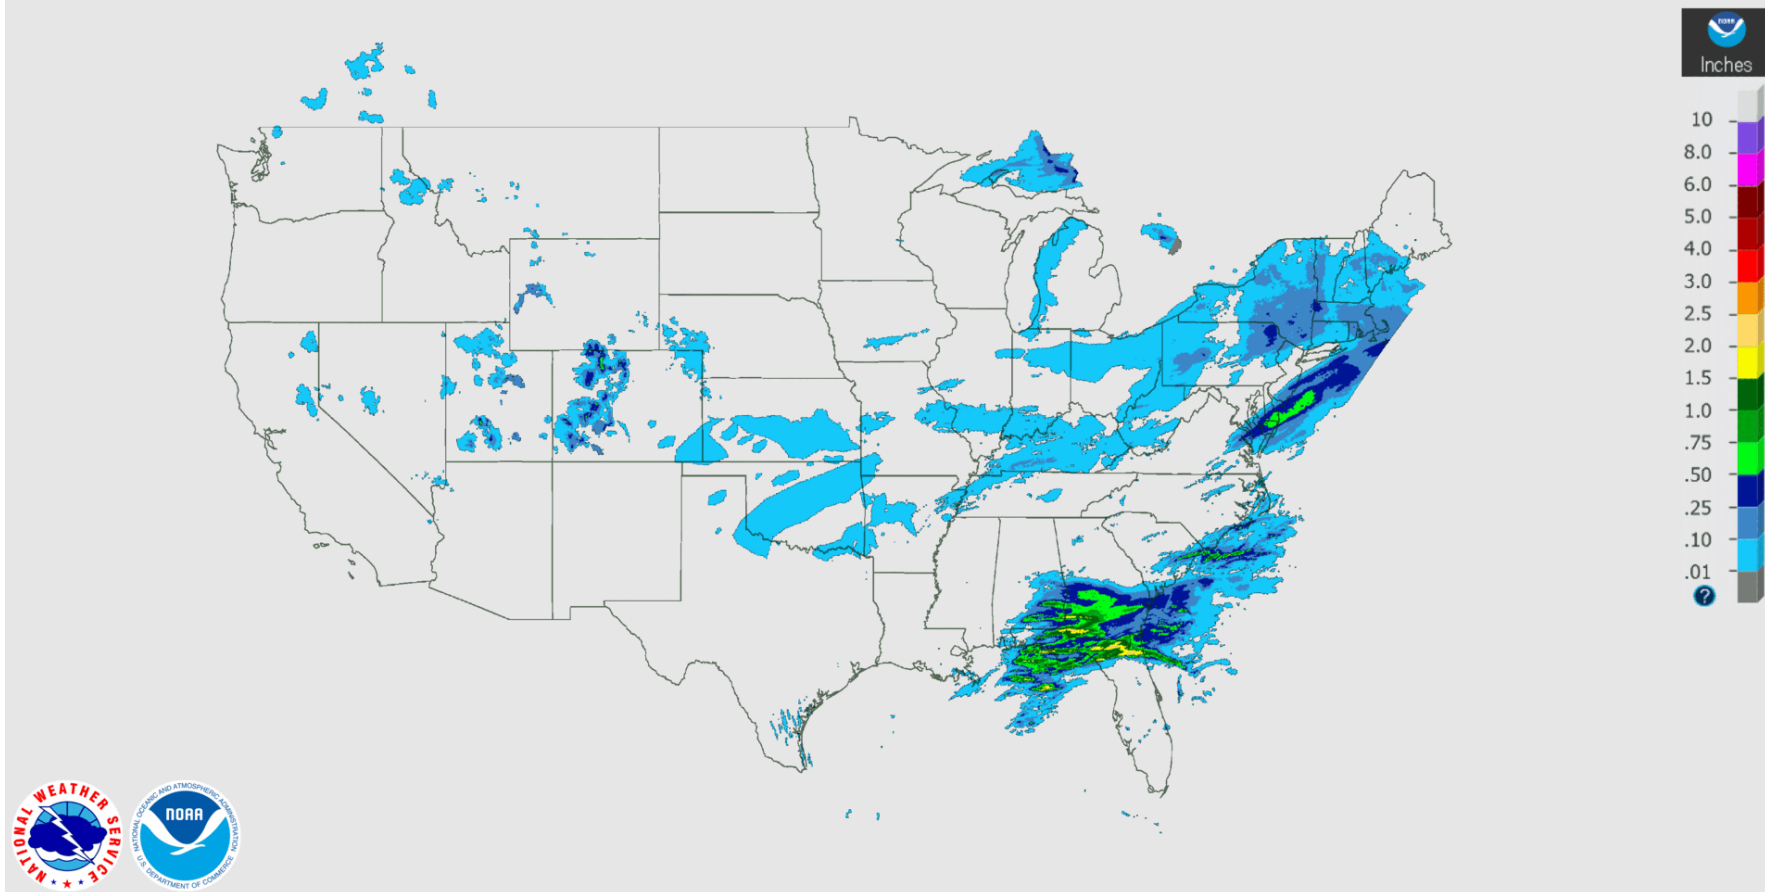 NOAA
Inches
10
8.0
6.0
5.0
4.0
3.0
2.5
2.0
1.5
1.0
.75
.50
.25
.10
.01
?
NATIONAL WEATHER SERVICE
NATIONAL OCEANIC AND ATMOSPHERIC ADMINISTRATION
NOAA
U.S. DEPARTMENT OF COMMERCE